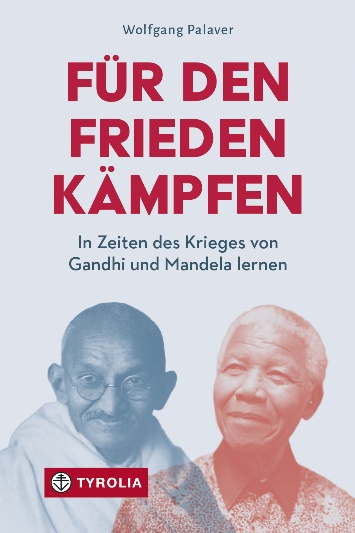 Wolfgang Palaver
FÜR DEN
FRIEDEN
KÄMPFEN
In Zeiten des Krieges von
Gandhi und Mandela lernen
TYROLIA